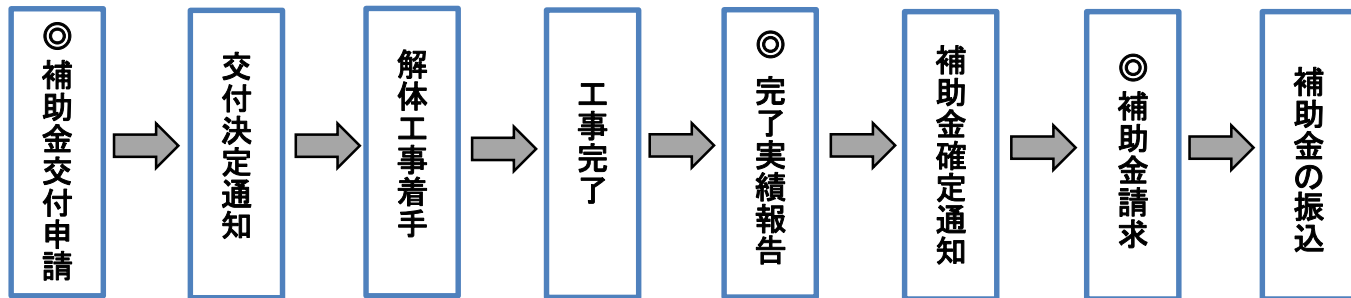 ◎補助金交付申請
交付決定通知
解体工事着手
工事完了
◎完了実績報告
補助金確定通知
◎補助金請求
補助金の振込